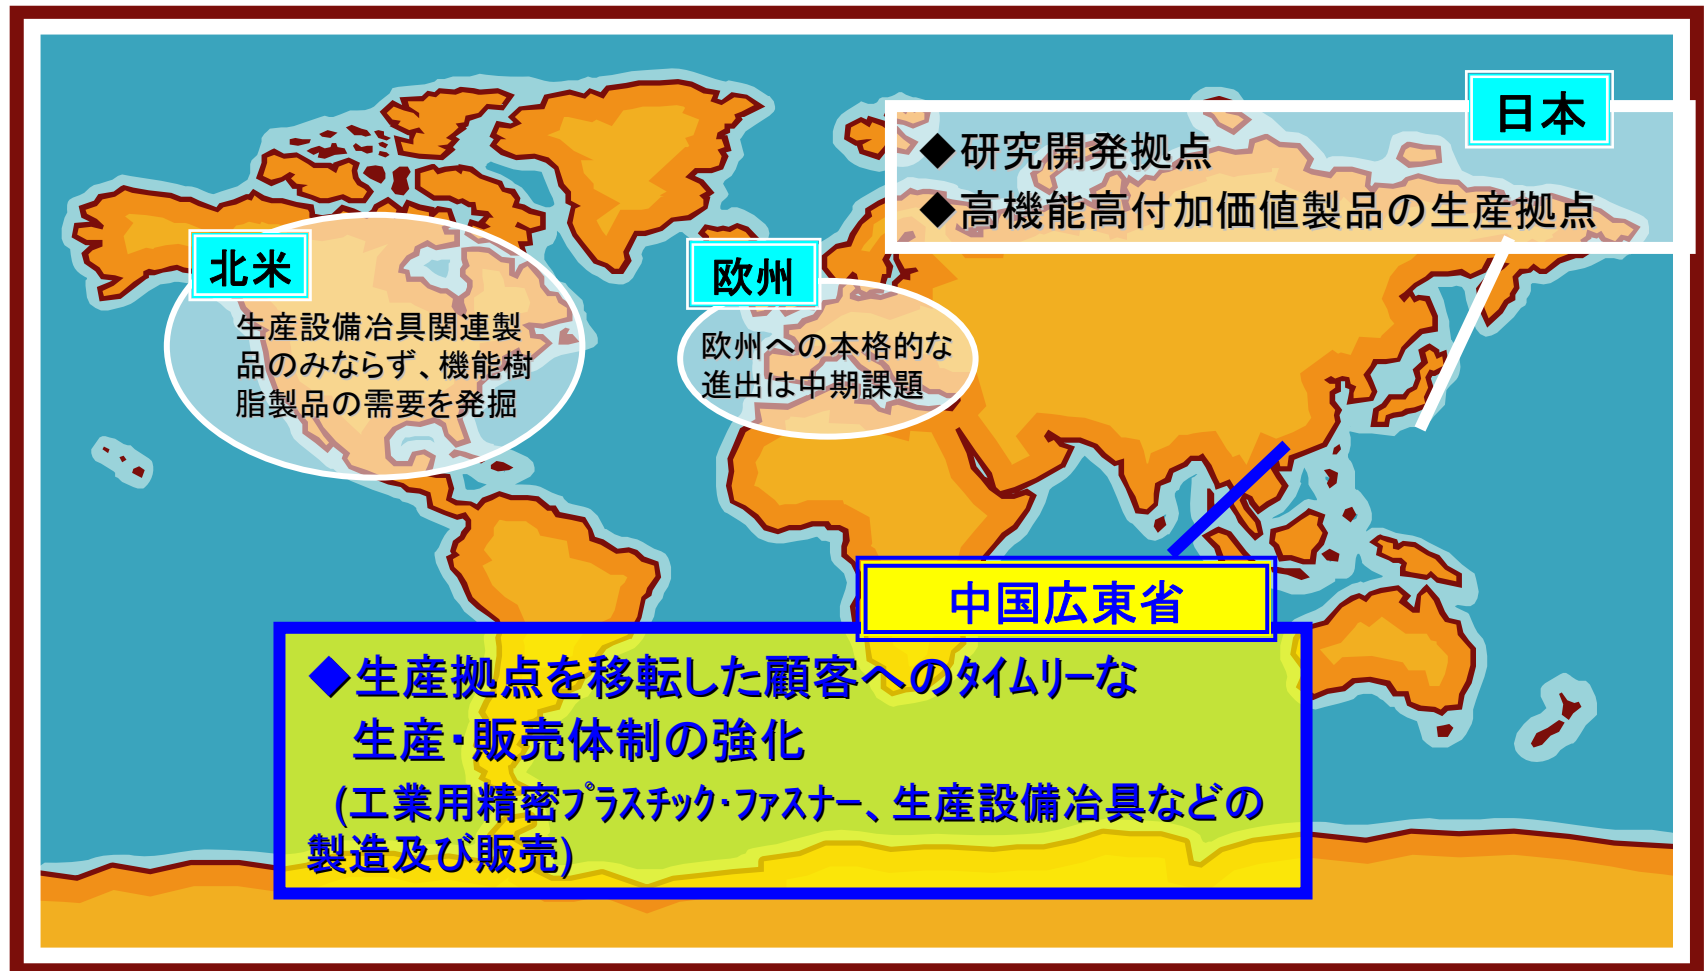 日本
◆研究開発拠点
◆高機能高付加価値製品の生産拠点
北米
生産設備冶具関連製
品のみならず、機能樹
脂製品の需要を発掘
欧州
欧州への本格的な
進出は中期課題
中国広東省
◆生産拠点を移転した顧客へのﾀｲﾑﾘｰな
生産・販売体制の強化
(工業用精密ﾌﾟﾗｽﾁｯｸ・ﾌｧｽﾅｰ、生産設備冶具などの
製造及び販売)